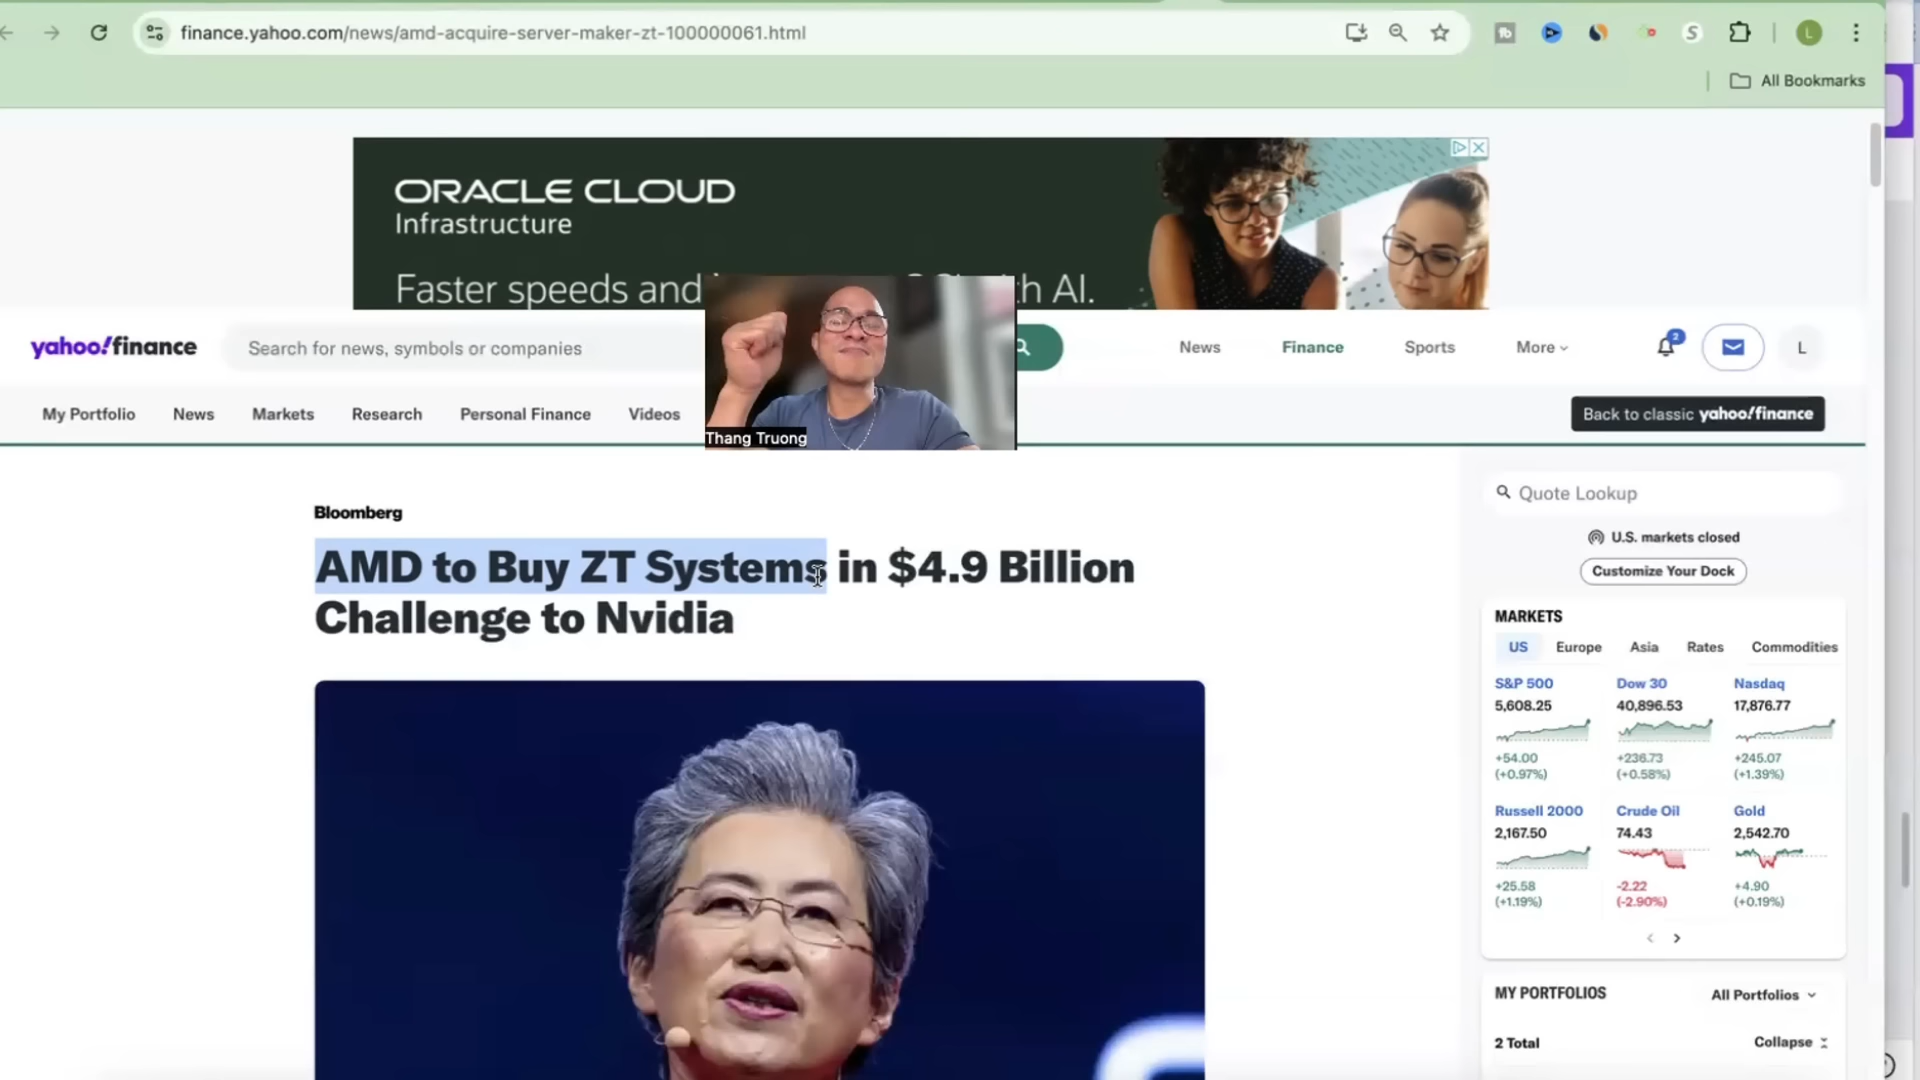 finance.yahoo.com/news/amd-acquire-server-maker-zt-100000061.html
L
All Bookmarks
ORACLE CLOUD
Infrastructure
Faster speeds and
th AI.
yahoo!finance
Search for news, symbols or companies
News
Finance
Sports
More
2
L
My Portfolio
News
Markets
Research
Personal Finance
Videos
Thang Truong
Back to classic yahoo!finance
Bloomberg
AMD to Buy ZT Systems in $4.9 Billion
Challenge to Nvidia
Quote Lookup
U.S. markets closed
Customize Your Dock
MARKETS
US Europe Asia Rates Commodities
S&P 500 Dow 30 Nasdaq
5,608.25 40,896.53 17,876.77
+54.00 +236.73 +245.07
(+0.97%) (+0.58%) (+1.39%)
Russell 2000 Crude Oil Gold
2,167.50 74.43 2,542.70
+25.58 -2.22 +4.90
(+1.19%) (-2.90%) (+0.19%)
MY PORTFOLIOS All Portfolios
2 Total Collapse